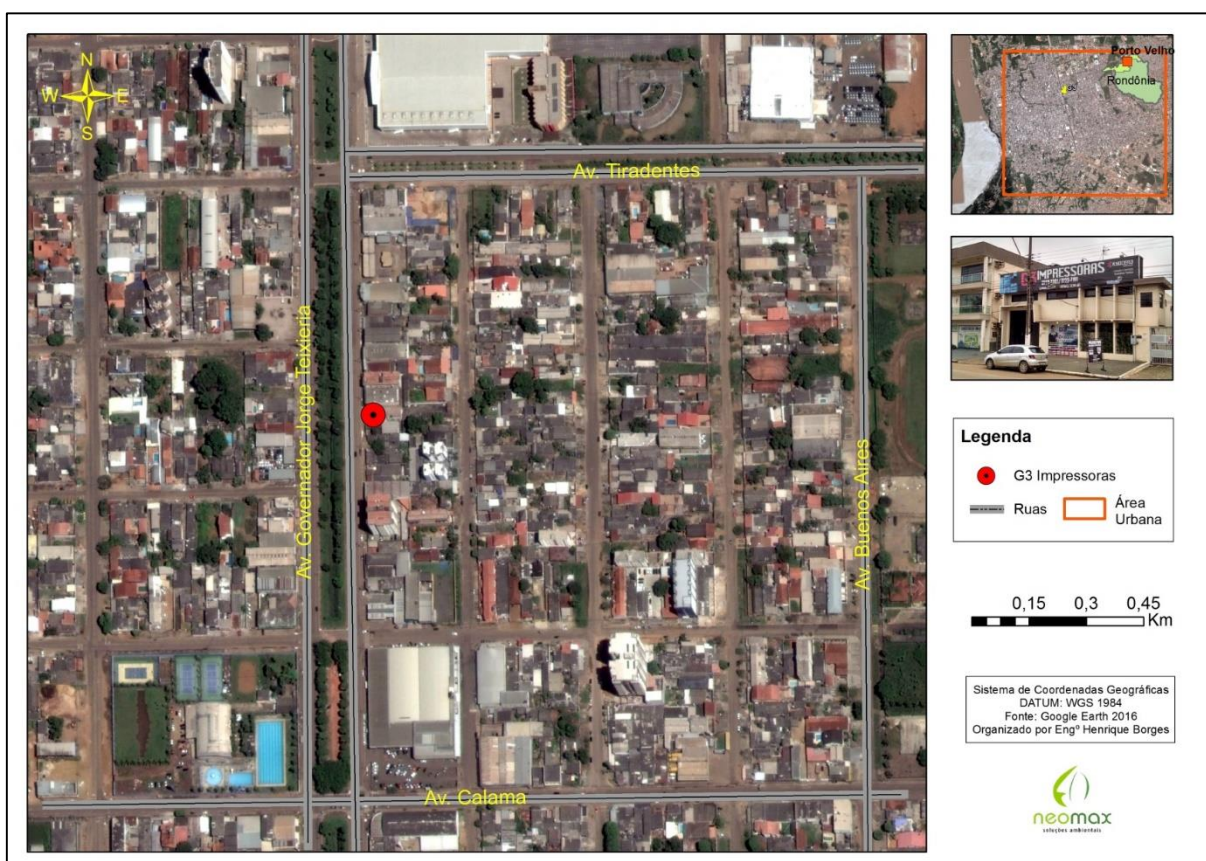 N
W E
S
Av. Tiradentes
Av. Governador Jorge Teixieria
Av. Buenos Aires
Av. Calama
Porto Velho
Rondônia
IMPRESSORAS
Legenda
G3 Impressoras
Ruas
Área
Urbana
0,15 0,3 0,45
Km
Sistema de Coordenadas Geográficas
DATUM: WGS 1984
Fonte: Google Earth 2016
Organizado por Engº Henrique Borges
neomax
soluções ambientais